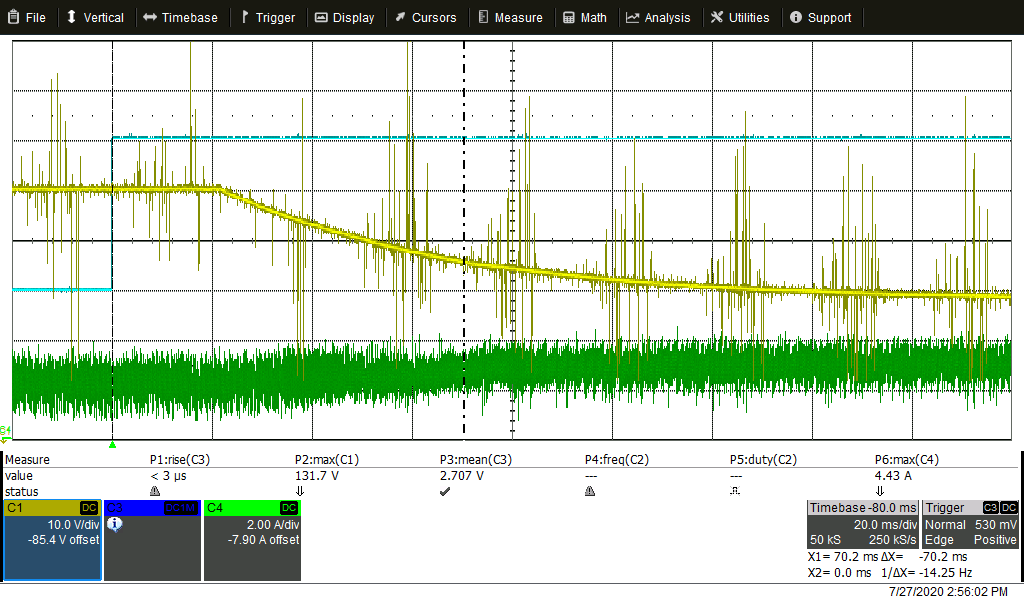 File Vertical Timebase Trigger Display Cursors Measure Math Analysis Utilities Support
C4
Measure P1:rise(C3) P2:max(C1) P3:mean(C3) P4:freq(C2) P5:duty(C2) P6:max(C4)
value < 3 µs 131.7 V 2.707 V --- --- 4.43 A
status
C1 DC C3 DC1M C4 DC Timebase -80.0 ms Trigger C3 DC
10.0 V/div 2.00 A/div 20.0 ms/div Normal 530 mV
-85.4 V offset -7.90 A offset 50 kS 250 kS/s Edge Positive
X1= 70.2 ms ΔX= -70.2 ms
X2= 0.0 ms 1/ΔX= -14.25 Hz
7/27/2020 2:56:02 PM